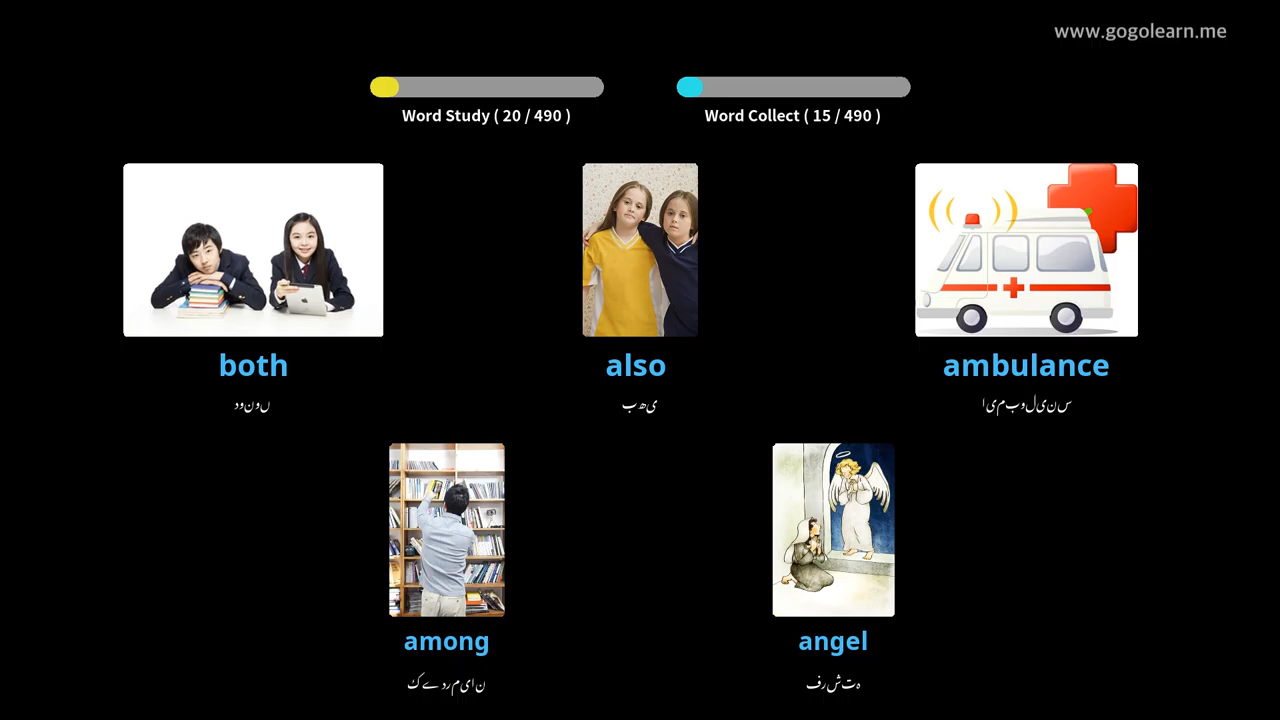 www.gogolearn.me
Word Study ( 20 / 490 )
Word Collect ( 15 / 490 )
both
also
ambulance
دونوں
بھی
ایمبولینس
among
angel
کے درمیان
فرشتہ